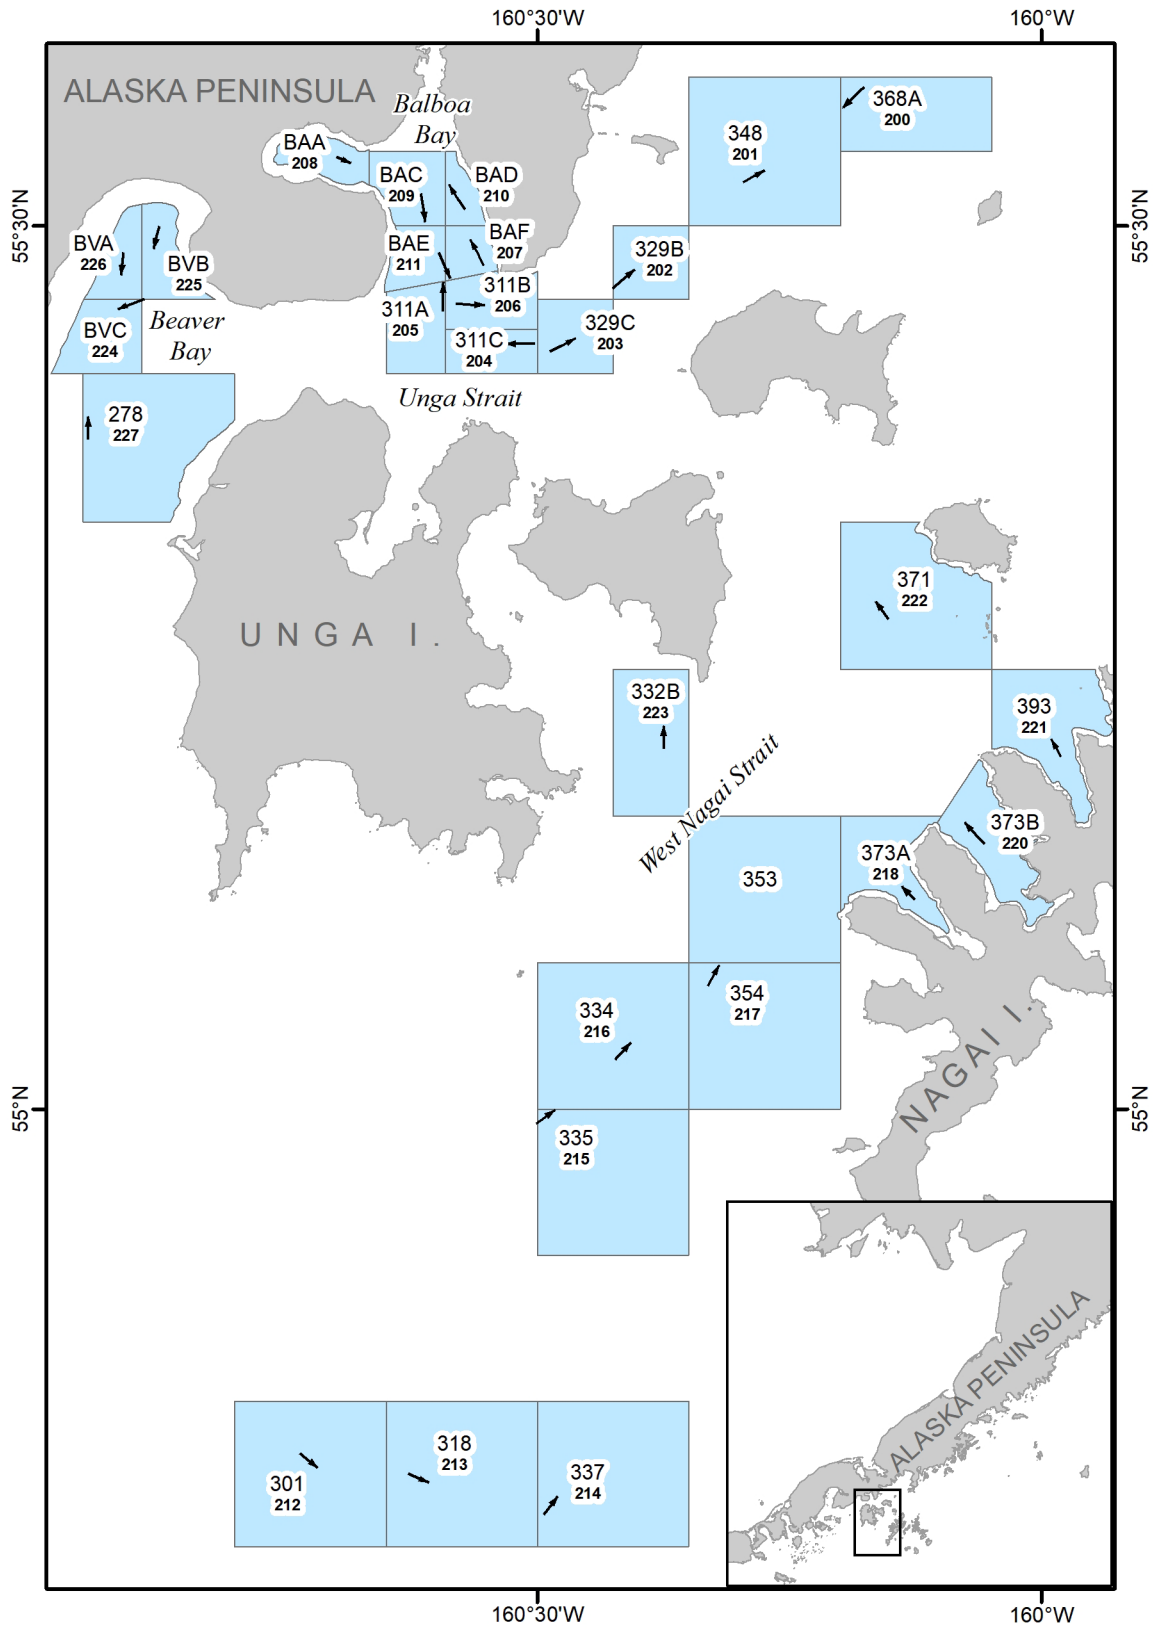 160°30'W
160°W
ALASKA PENINSULA
Balboa
Bay
368A
200
348
201
BAA
208
BAC
209
BAD
210
55°30'N
55°30'N
BVA
226
BVB
225
BAE
211
BAF
207
329B
202
311B
206
311A
205
329C
203
311C
204
BVC
224
Beaver
Bay
Unga Strait
278
227
371
222
UNGA I.
332B
223
393
221
West Nagai Strait
373B
220
373A
218
353
354
217
334
216
NAGAI I.
55°N
55°N
335
215
ALASKA PENINSULA
318
213
301
212
337
214
160°30'W
160°W